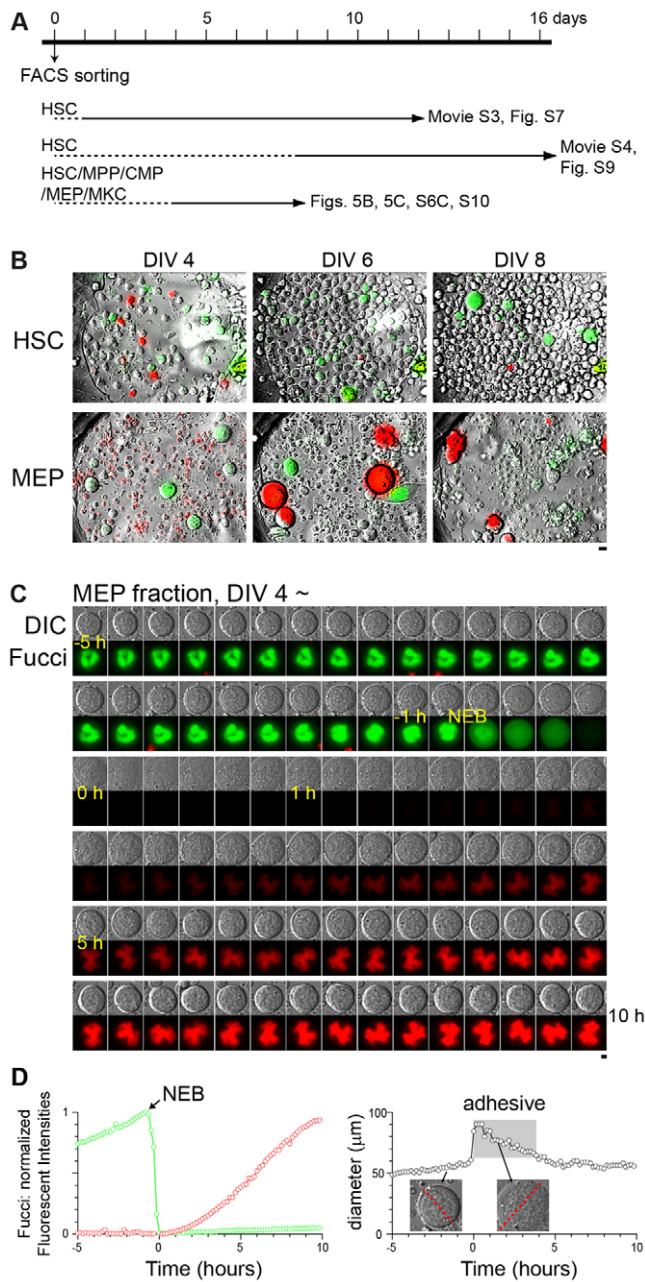 A
0 5 10 16 days
FACS sorting
HSC
Movie S3, Fig. S7
HSC
Movie S4,
Fig. S9
HSC/MPP/CMP
/MEP/MKC
Figs. 5B, 5C, S6C, S10
B
DIV 4 DIV 6 DIV 8
HSC
MEP
C
MEP fraction, DIV 4 ~
DIC
-5 h
Fucci
-1 h NEB
0 h 1 h
5 h
10 h
D
NEB
Fucci: normalized
Fluorescent Intensities
1
0
-5 0 5 10
Time (hours)
adhesive
diameter (μm)
100
50
0
-5 0 5 10
Time (hours)